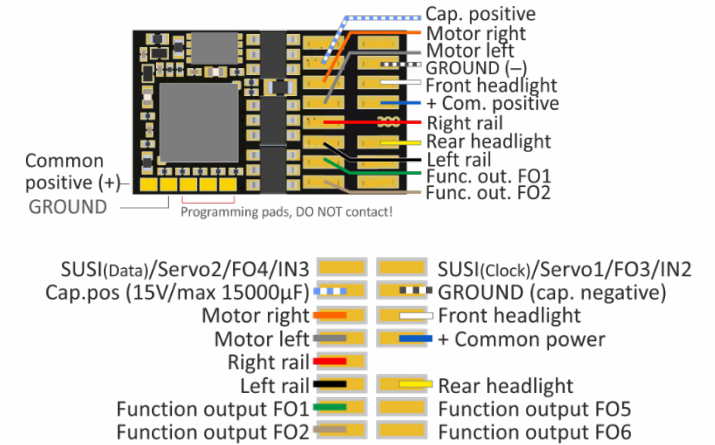 Cap. positive
Motor right
Motor left
GROUND (–)
Front headlight
+ Com. positive
Right rail
Rear headlight
Left rail
Func. out. FO1
Func. out. FO2
Common
positive (+)
GROUND
Programming pads, DO NOT contact!
SUSI(Data)/Servo2/FO4/IN3 SUSI(Clock)/Servo1/FO3/IN2
Cap.pos (15V/max 15000µF) GROUND (cap. negative)
Motor right Front headlight
Motor left + Common power
Right rail
Left rail Rear headlight
Function output FO1 Function output FO5
Function output FO2 Function output FO6